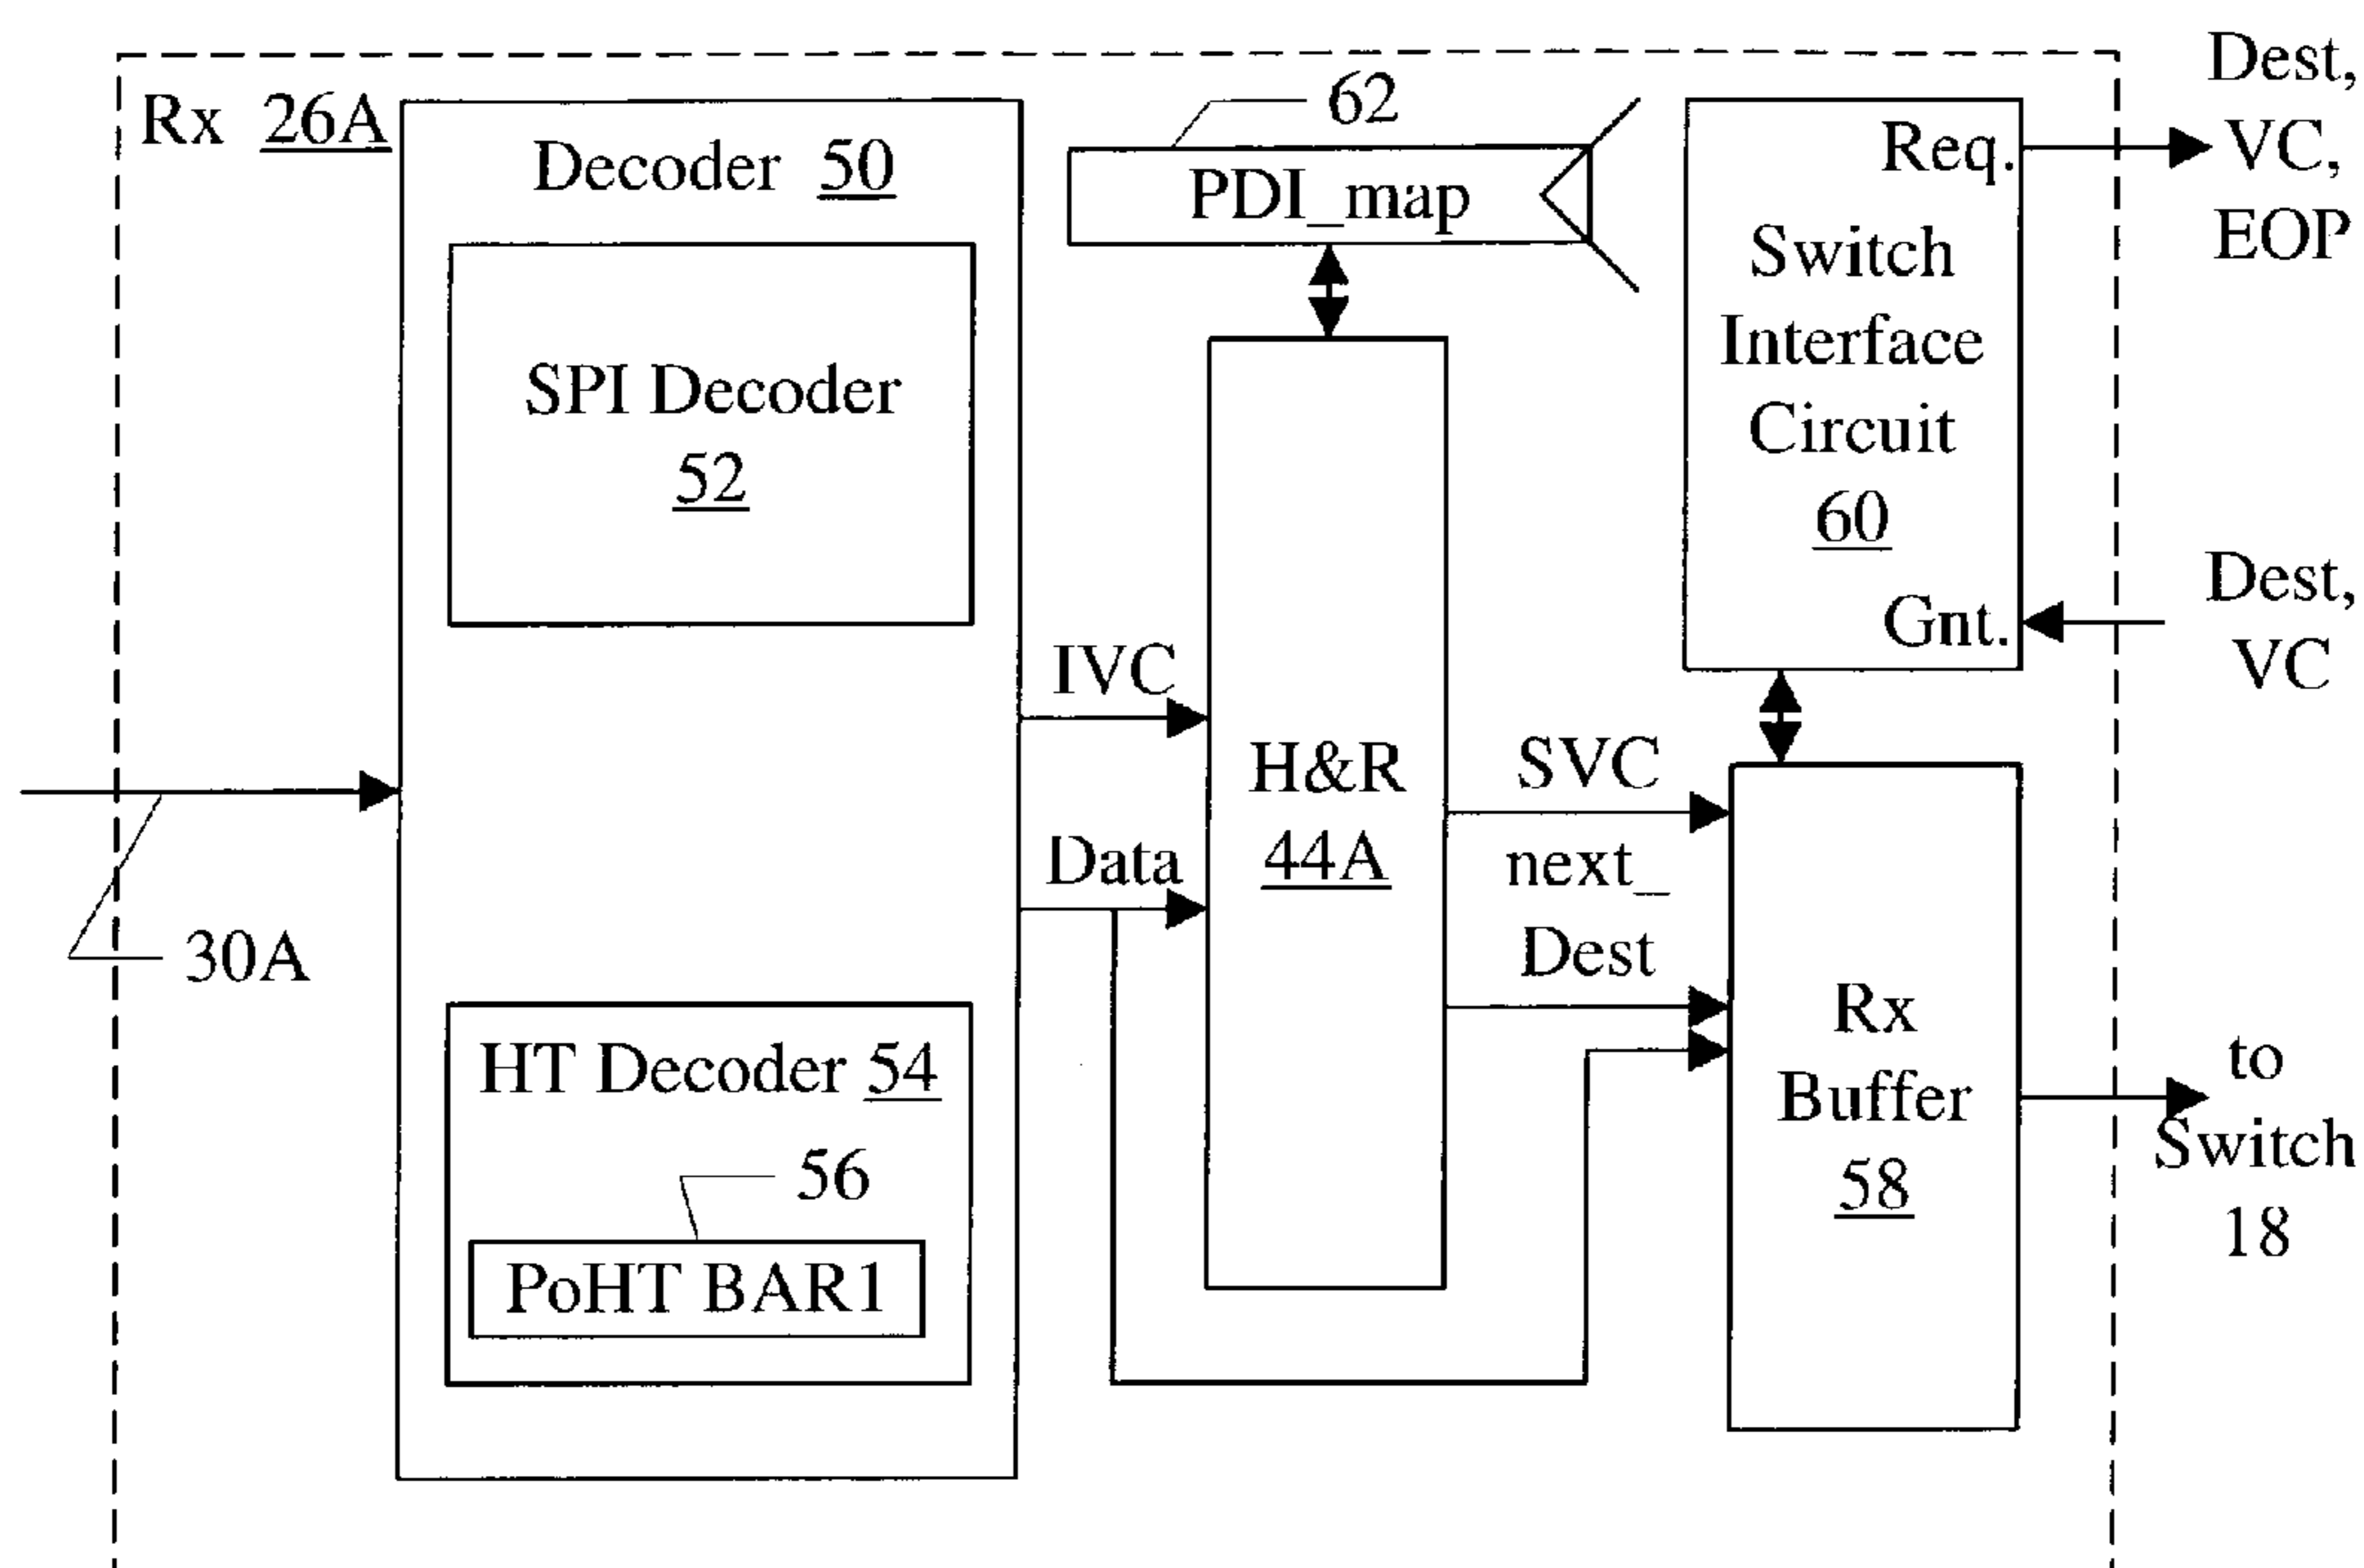 Rx 26A
Decoder 50
SPI Decoder
52
HT Decoder 54
56
PoHT BAR1
30A
62
PDI_map
IVC
Data
H&R
44A
SVC
next_
Dest
Req.
Switch
Interface
Circuit
60
Gnt.
Rx
Buffer
58
Dest,
VC,
EOP
Dest,
VC
to
Switch
18